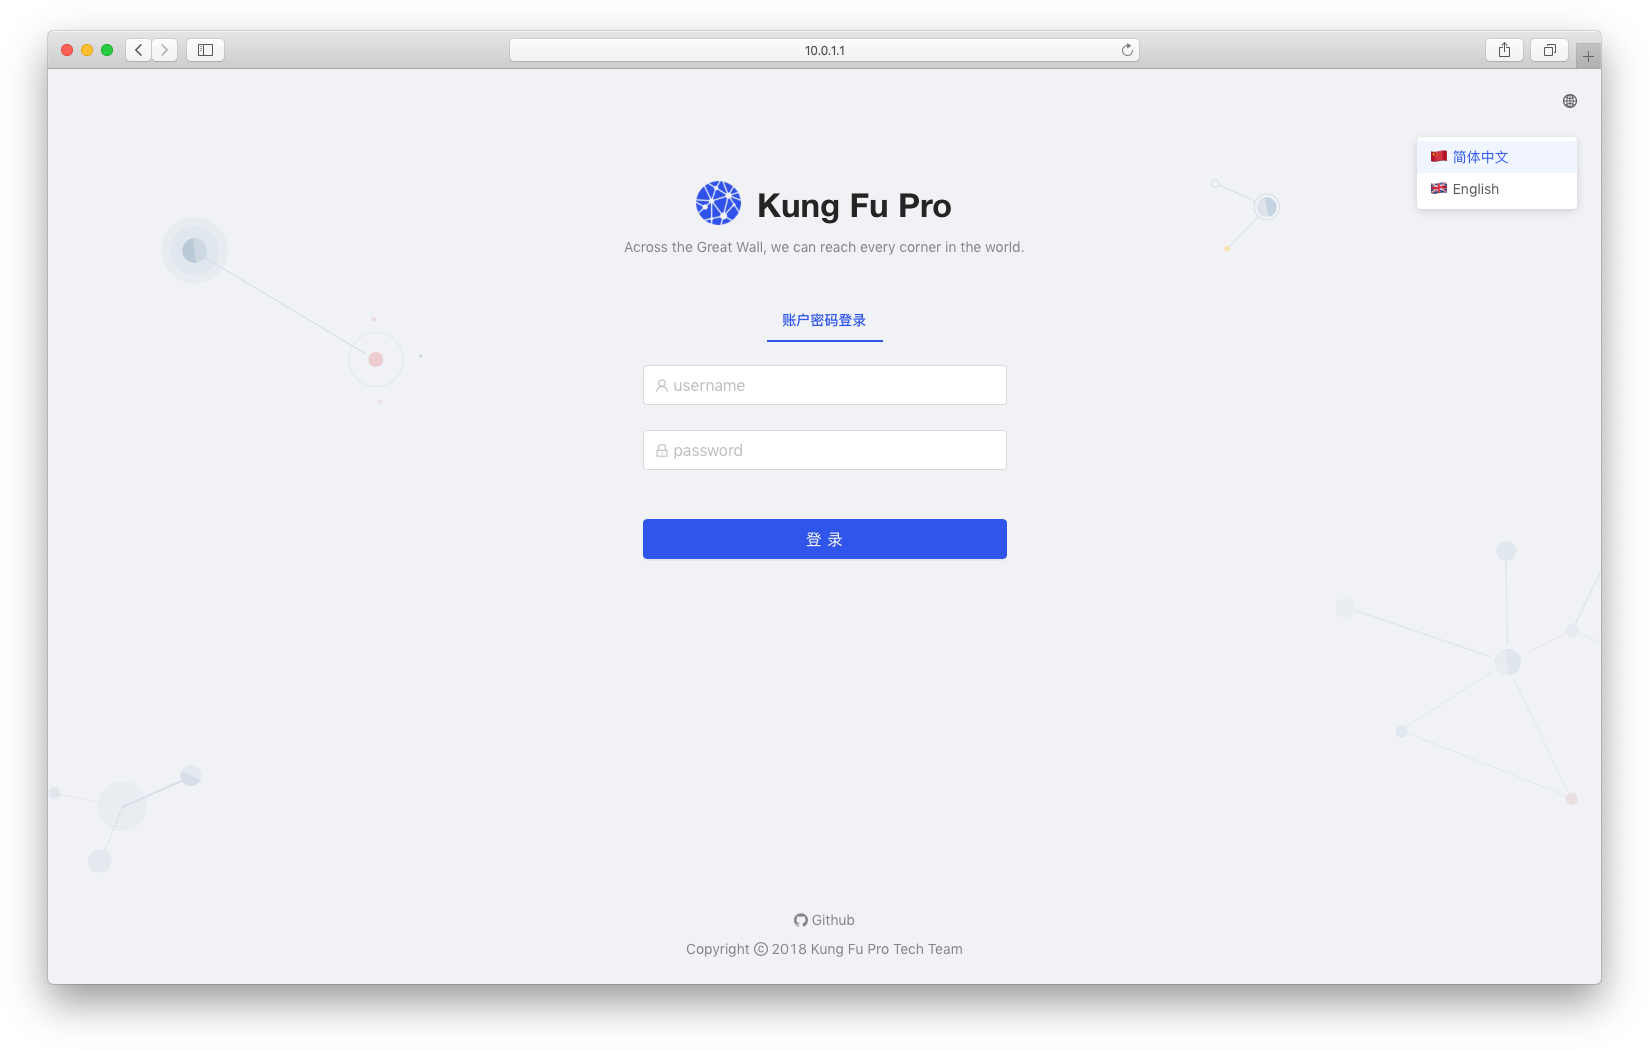 10.0.1.1
简体中文
English
Kung Fu Pro
Across the Great Wall, we can reach every corner in the world.
账户密码登录
username
password
登 录
Github
Copyright © 2018 Kung Fu Pro Tech Team